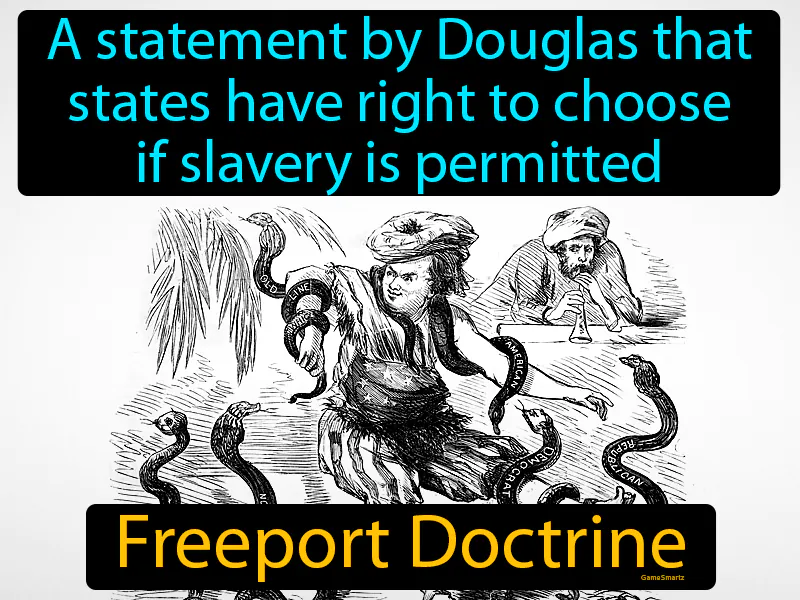 A statement by Douglas that
states have right to choose
if slavery is permitted
OLD LINE
AMERICAN
DEMOCRAT
REPUBLICAN
Freeport Doctrine
GameSmartz